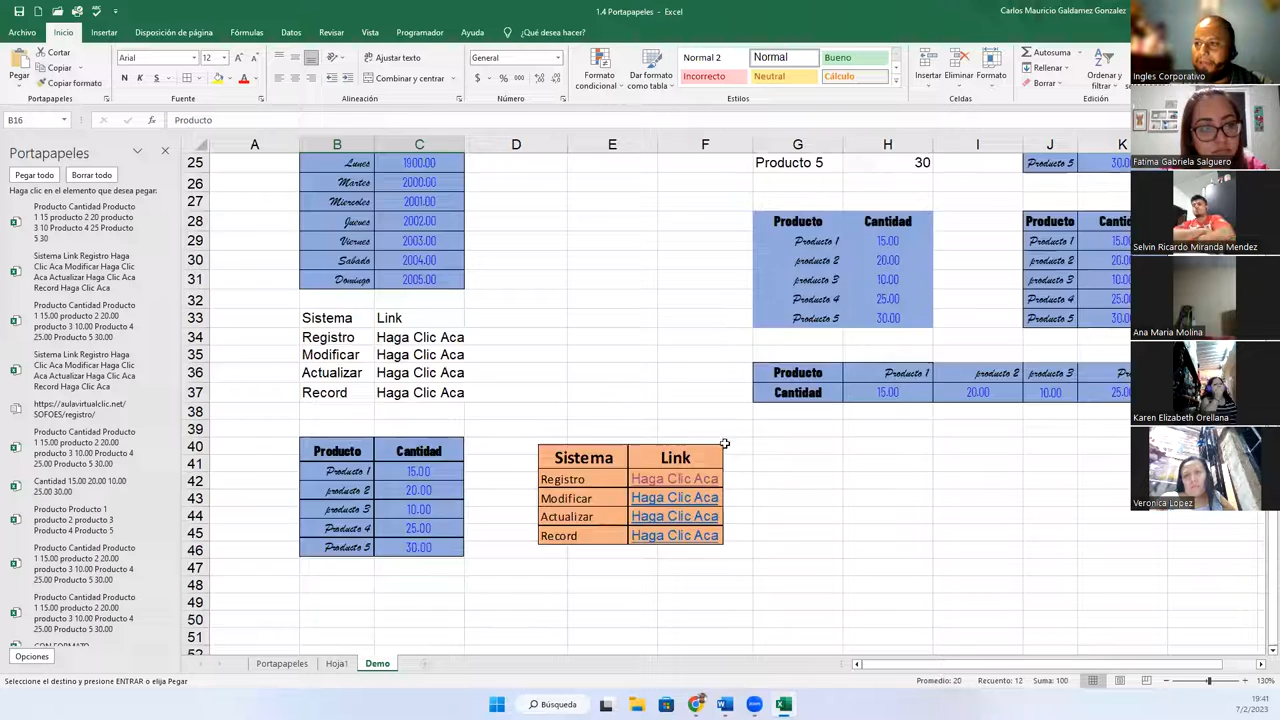 1.4 Portapapeles - Excel
Carlos Mauricio Galdamez Gonzalez
Archivo Inicio Insertar Disposición de página Fórmulas Datos Revisar Vista Programador Ayuda ¿Qué desea hacer?
Pegar
Cortar
Copiar
Copiar formato
Portapapeles
Arial 12
N K S
Fuente
Ajustar texto
Combinar y centrar
Alineación
General
Número
Formato condicional
Dar formato como tabla
Normal 2 Normal Bueno
Incorrecto Neutral Cálculo
Estilos
Insertar Eliminar Formato
Celdas
Autosuma
Rellenar
Borrar
Ordenar y filtrar
Edición
B16 fx Producto
Portapapeles
Pegar todo Borrar todo
Haga clic en el elemento que desea pegar:
Producto Cantidad Producto
1 15 producto 2 20 producto
3 10 Producto 4 25 Producto
5 30
Sistema Link Registro Haga
Clic Aca Modificar Haga Clic
Aca Actualizar Haga Clic Aca
Record Haga Clic Aca
Producto Cantidad Producto
1 15.00 producto 2 20.00
producto 3 10.00 Producto 4
25.00 Producto 5 30.00
Sistema Link Registro Haga
Clic Aca Modificar Haga Clic
Aca Actualizar Haga Clic Aca
Record Haga Clic Aca
https://aulavirtualclic.net/
SOFOES/registro/
Producto Cantidad Producto
1 15.00 producto 2 20.00
producto 3 10.00 Producto 4
25.00 Producto 5 30.00
Cantidad 15.00 20.00 10.00
25.00 30.00
Producto Producto 1
producto 2 producto 3
Producto 4 Producto 5
Producto Cantidad Producto
1 15.00 producto 2 20.00
producto 3 10.00 Producto 4
25.00 Producto 5 30.00
Producto Cantidad Producto
1 15.00 producto 2 20.00
producto 3 10.00 Producto 4
25.00 Producto 5 30.00
CON FORMATO
Opciones
A B C D E F G H I J K
25 Lunes 1900.00 Producto 5 30 Producto 5 30.0
26 Martes 2000.00
27 Miercoles 2001.00
28 Jueves 2002.00 Producto Cantidad Producto Cantid
29 Viernes 2003.00 Producto 1 15.00 Producto 1 15.0
30 Sabado 2004.00 producto 2 20.00 producto 2 20.0
31 Domingo 2005.00 producto 3 10.00 producto 3 10.0
32 Producto 4 25.00 Producto 4 25.0
33 Sistema Link Producto 5 30.00 Producto 5 30.0
34 Registro Haga Clic Aca
35 Modificar Haga Clic Aca
36 Actualizar Haga Clic Aca Producto Producto 1 producto 2 producto 3 Produ
37 Record Haga Clic Aca Cantidad 15.00 20.00 10.00 25.0
38
39
40 Producto Cantidad Sistema Link
41 Producto 1 15.00 Registro Haga Clic Aca
42 producto 2 20.00 Modificar Haga Clic Aca
43 producto 3 10.00 Actualizar Haga Clic Aca
44 Producto 4 25.00 Record Haga Clic Aca
45 Producto 5 30.00
46
47
48
49
50
51
Portapapeles Hoja1 Demo
Seleccione el destino y presione ENTRAR o elija Pegar
Promedio: 20 Recuento: 12 Suma: 100
130%
Búsqueda
19:41
7/2/2023
Ingles Corporativo
Fatima Gabriela Salguero
Selvin Ricardo Miranda Mendez
Ana Maria Molina
Karen Elizabeth Orellana
Veronica Lopez